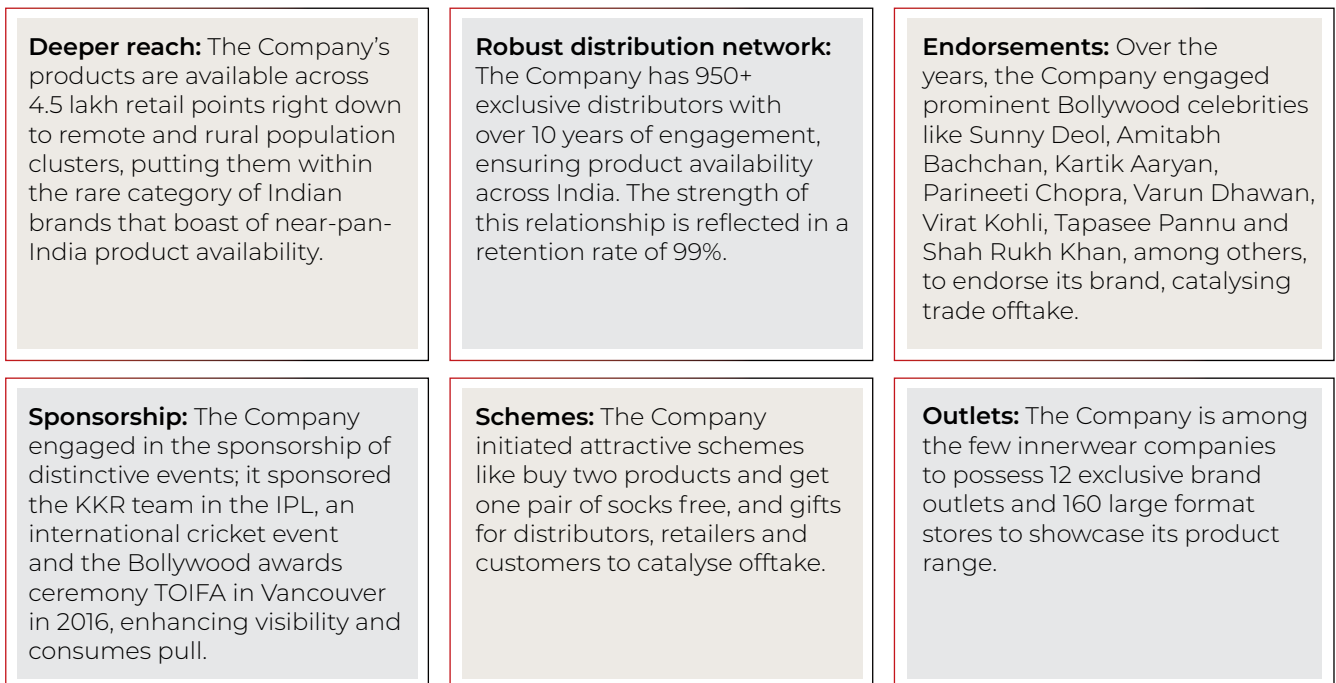 Deeper reach: The Company’s
products are available across
4.5 lakh retail points right down
to remote and rural population
clusters, putting them within
the rare category of Indian
brands that boast of near-pan-
India product availability.
Robust distribution network:
The Company has 950+
exclusive distributors with
over 10 years of engagement,
ensuring product availability
across India. The strength of
this relationship is reflected in a
retention rate of 99%.
Endorsements: Over the
years, the Company engaged
prominent Bollywood celebrities
like Sunny Deol, Amitabh
Bachchan, Kartik Aaryan,
Parineeti Chopra, Varun Dhawan,
Virat Kohli, Tapasee Pannu and
Shah Rukh Khan, among others,
to endorse its brand, catalysing
trade offtake.
Sponsorship: The Company
engaged in the sponsorship of
distinctive events; it sponsored
the KKR team in the IPL, an
international cricket event
and the Bollywood awards
ceremony TOIFA in Vancouver
in 2016, enhancing visibility and
consumes pull.
Schemes: The Company
initiated attractive schemes
like buy two products and get
one pair of socks free, and gifts
for distributors, retailers and
customers to catalyse offtake.
Outlets: The Company is among
the few innerwear companies
to possess 12 exclusive brand
outlets and 160 large format
stores to showcase its product
range.